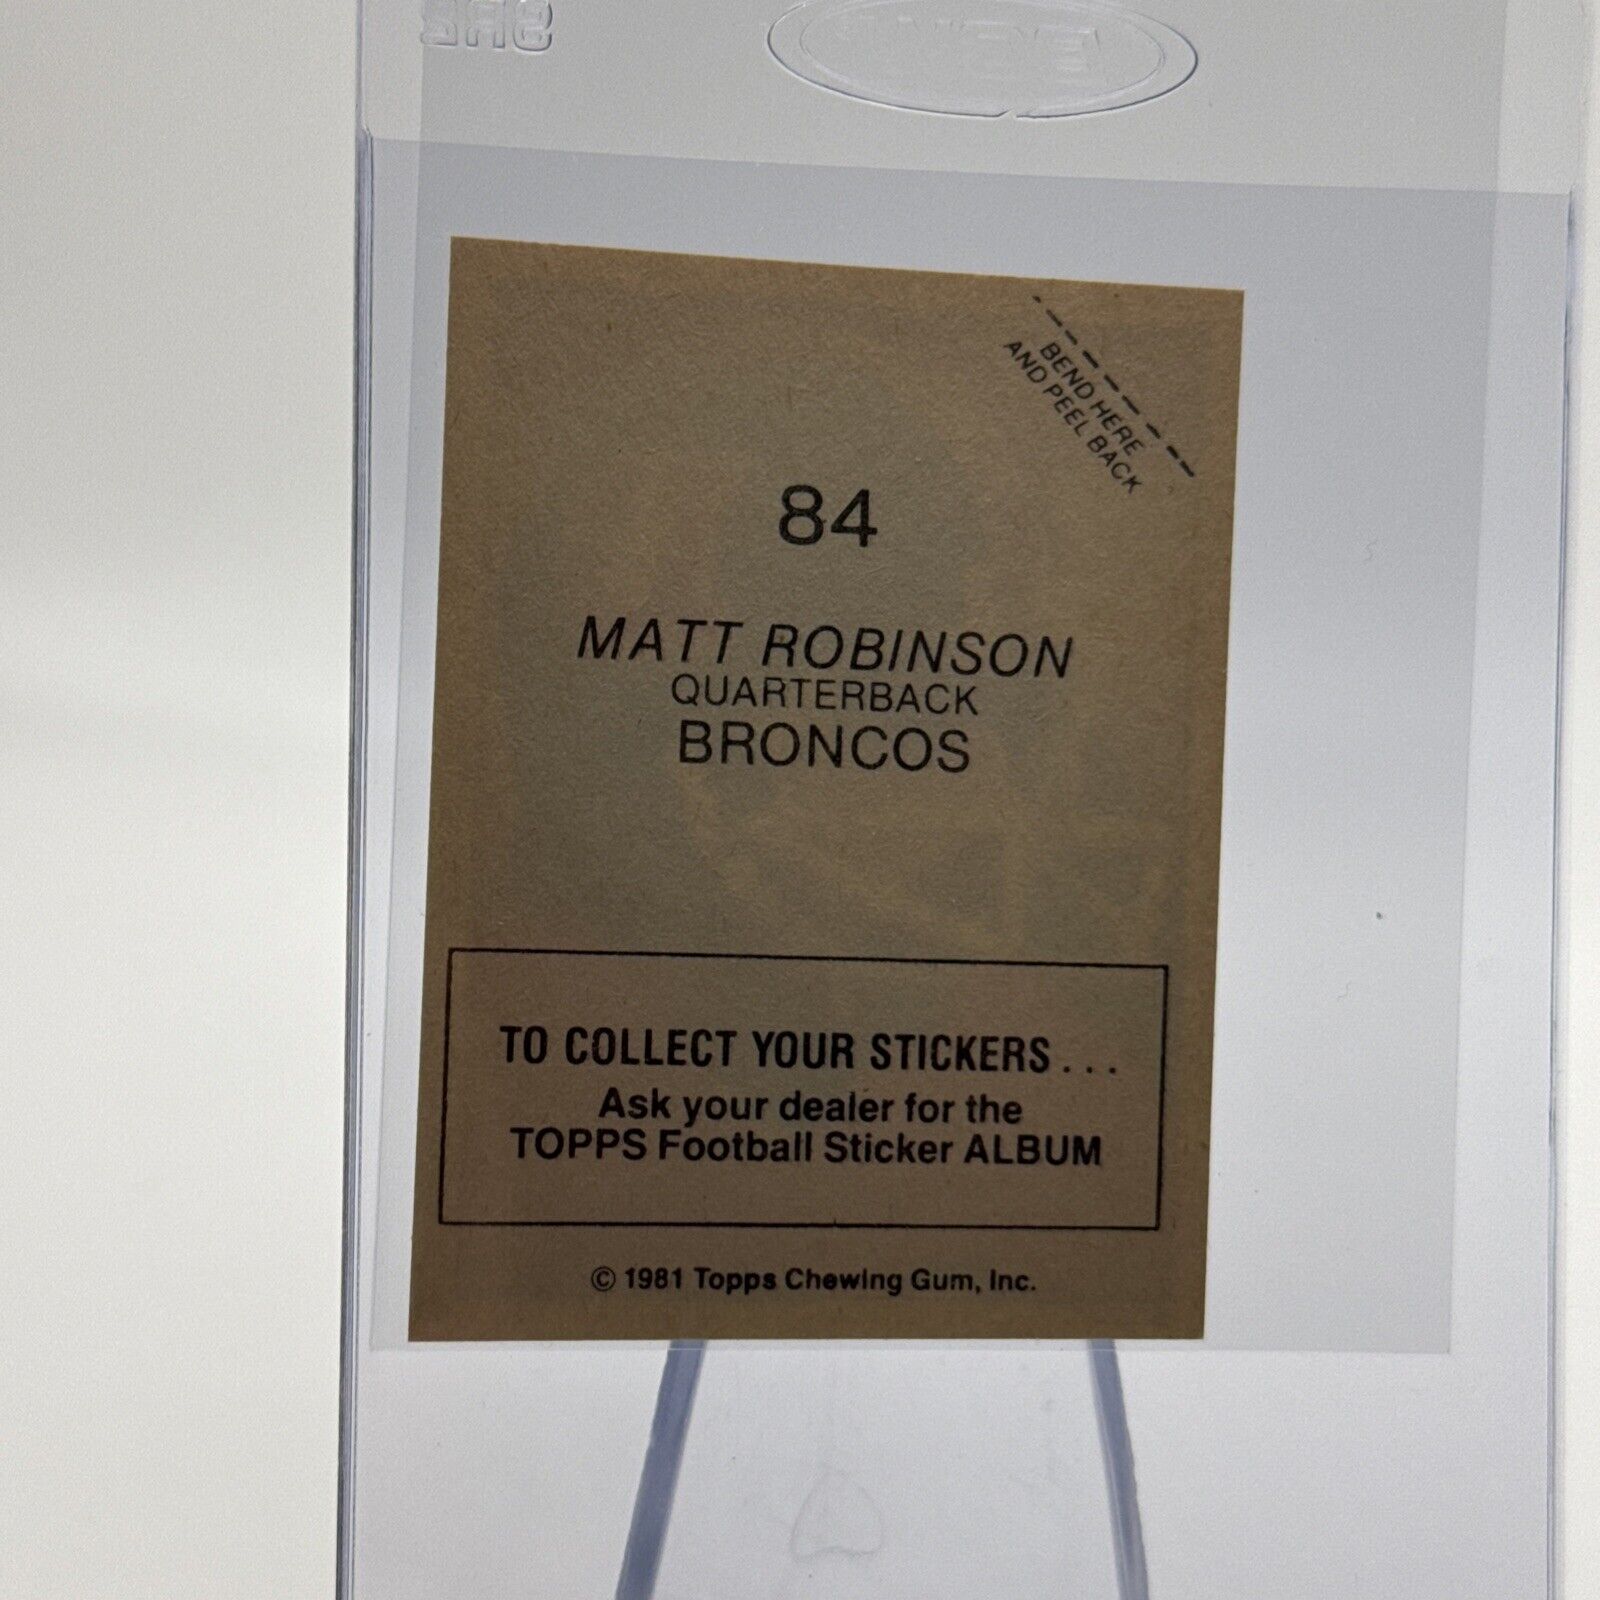 BEND HERE
AND PEEL BACK
84
MATT ROBINSON
QUARTERBACK
BRONCOS
TO COLLECT YOUR STICKERS . . .
Ask your dealer for the
TOPPS Football Sticker ALBUM
© 1981 Topps Chewing Gum, Inc.